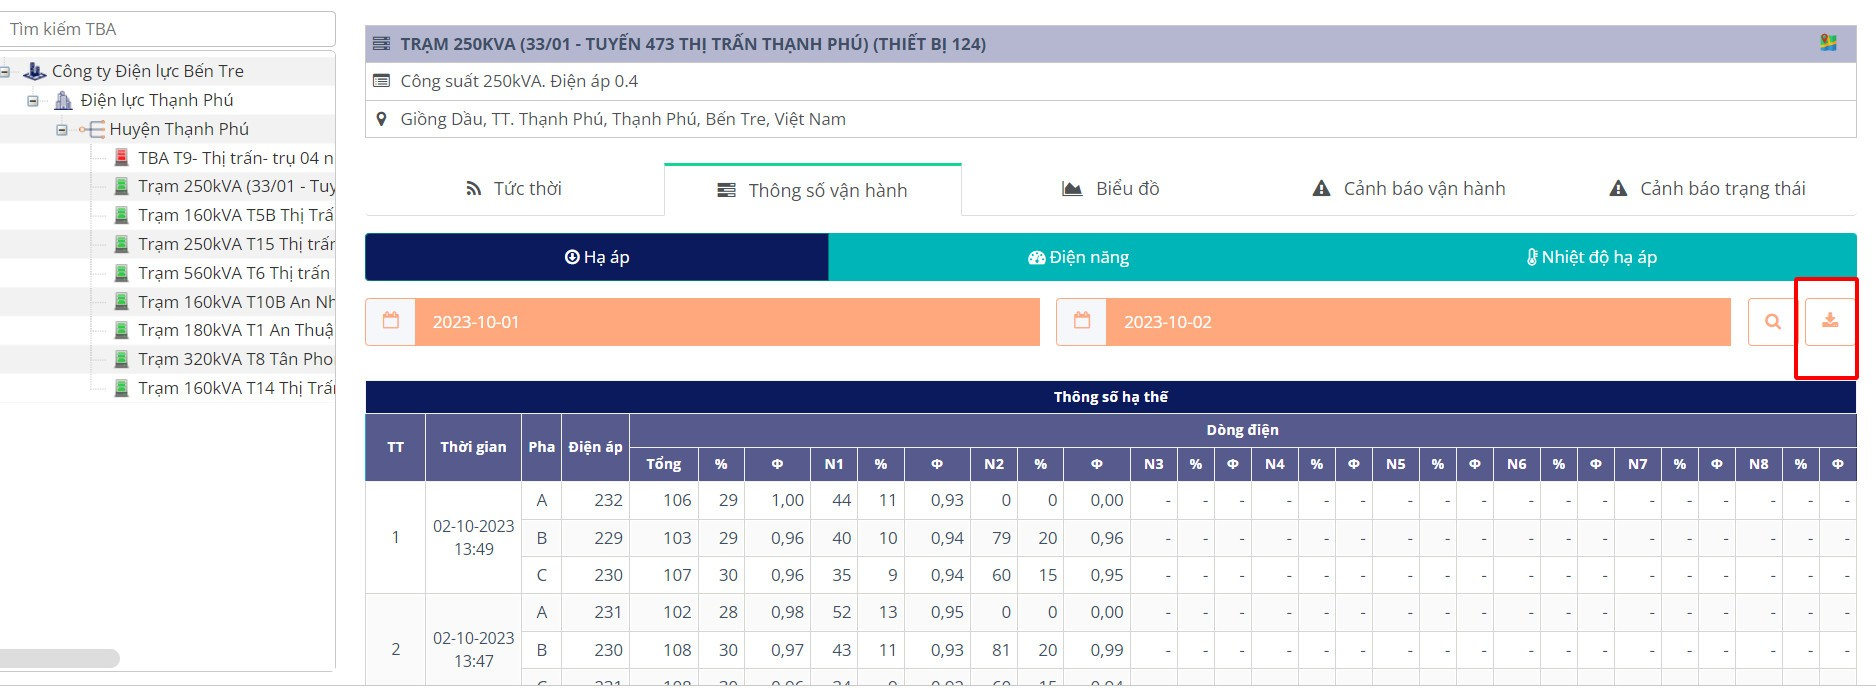 Tìm kiếm TBA
Công ty Điện lực Bến Tre
Điện lực Thạnh Phú
Huyện Thạnh Phú
TBA T9- Thị trấn- trụ 04 n
Trạm 250kVA (33/01 - Tuy
Trạm 160kVA T5B Thị Trấ
Trạm 250kVA T15 Thị trấn
Trạm 560kVA T6 Thị trấn
Trạm 160kVA T10B An Nh
Trạm 180kVA T1 An Thuậ
Trạm 320kVA T8 Tân Pho
Trạm 160kVA T14 Thị Trấn
TRẠM 250KVA (33/01 - TUYẾN 473 THỊ TRẤN THẠNH PHÚ) (THIẾT BỊ 124)
Công suất 250kVA. Điện áp 0.4
Giồng Dầu, TT. Thạnh Phú, Thạnh Phú, Bến Tre, Việt Nam
Tức thời Thông số vận hành Biểu đồ Cảnh báo vận hành Cảnh báo trạng thái
Hạ áp Điện năng Nhiệt độ hạ áp
2023-10-01 2023-10-02
Thông số hạ thế
TT Thời gian Pha Điện áp Dòng điện
Tổng % Φ N1 % Φ N2 % Φ N3 % Φ N4 % Φ N5 % Φ N6 % Φ N7 % Φ N8 % Φ
1 02-10-2023 13:49
A 232 106 29 1,00 44 11 0,93 0 0 0,00 - - - - - - - - - - - - - - - - - -
B 229 103 29 0,96 40 10 0,94 79 20 0,96 - - - - - - - - - - - - - - - - - -
C 230 107 30 0,96 35 9 0,94 60 15 0,95 - - - - - - - - - - - - - - - - - -
2 02-10-2023 13:47
A 231 102 28 0,98 52 13 0,95 0 0 0,00 - - - - - - - - - - - - - - - - - -
B 230 108 30 0,97 43 11 0,93 81 20 0,99 - - - - - - - - - - - - - - - - - -